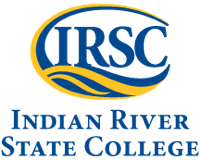 IRSC
INDIAN RIVER
STATE COLLEGE